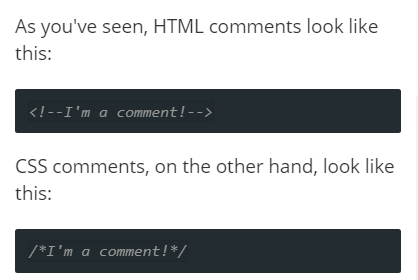 As you've seen, HTML comments look like
this:
<!--I'm a comment!-->
CSS comments, on the other hand, look like
this:
/*I'm a comment!*/